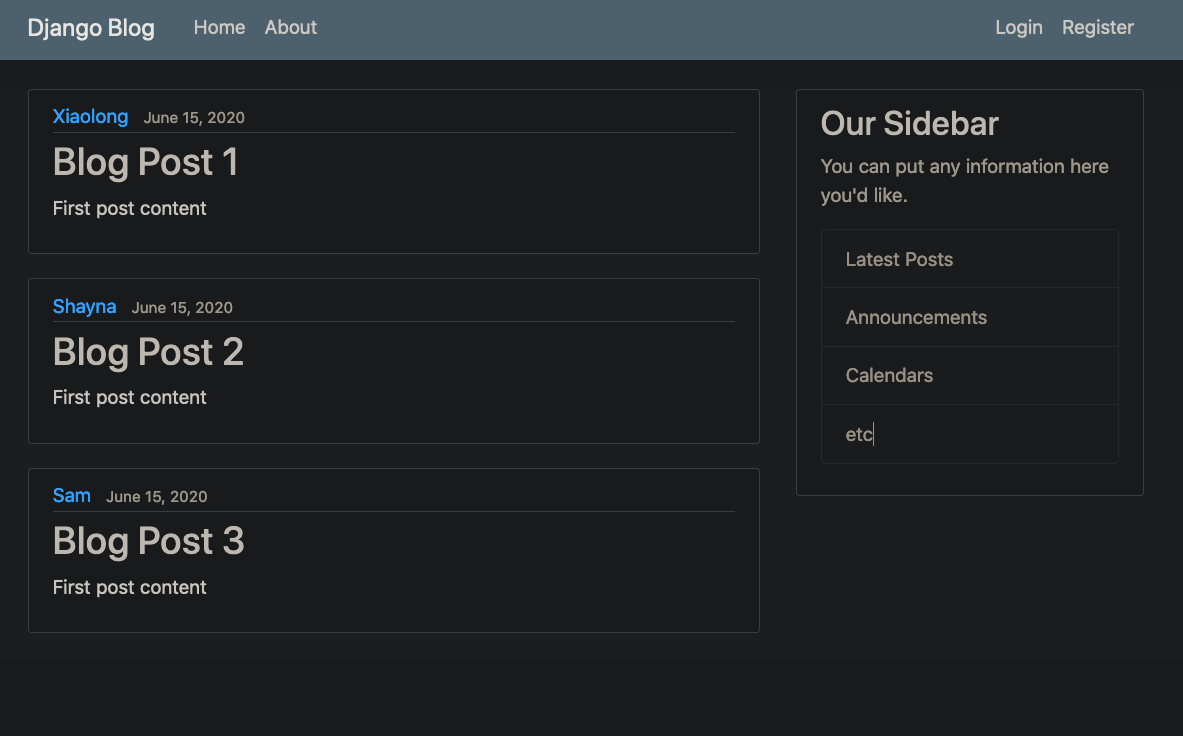 Django Blog Home About Login Register
Xiaolong June 15, 2020
Blog Post 1
First post content
Shayna June 15, 2020
Blog Post 2
First post content
Sam June 15, 2020
Blog Post 3
First post content
Our Sidebar
You can put any information here
you'd like.
Latest Posts
Announcements
Calendars
etc